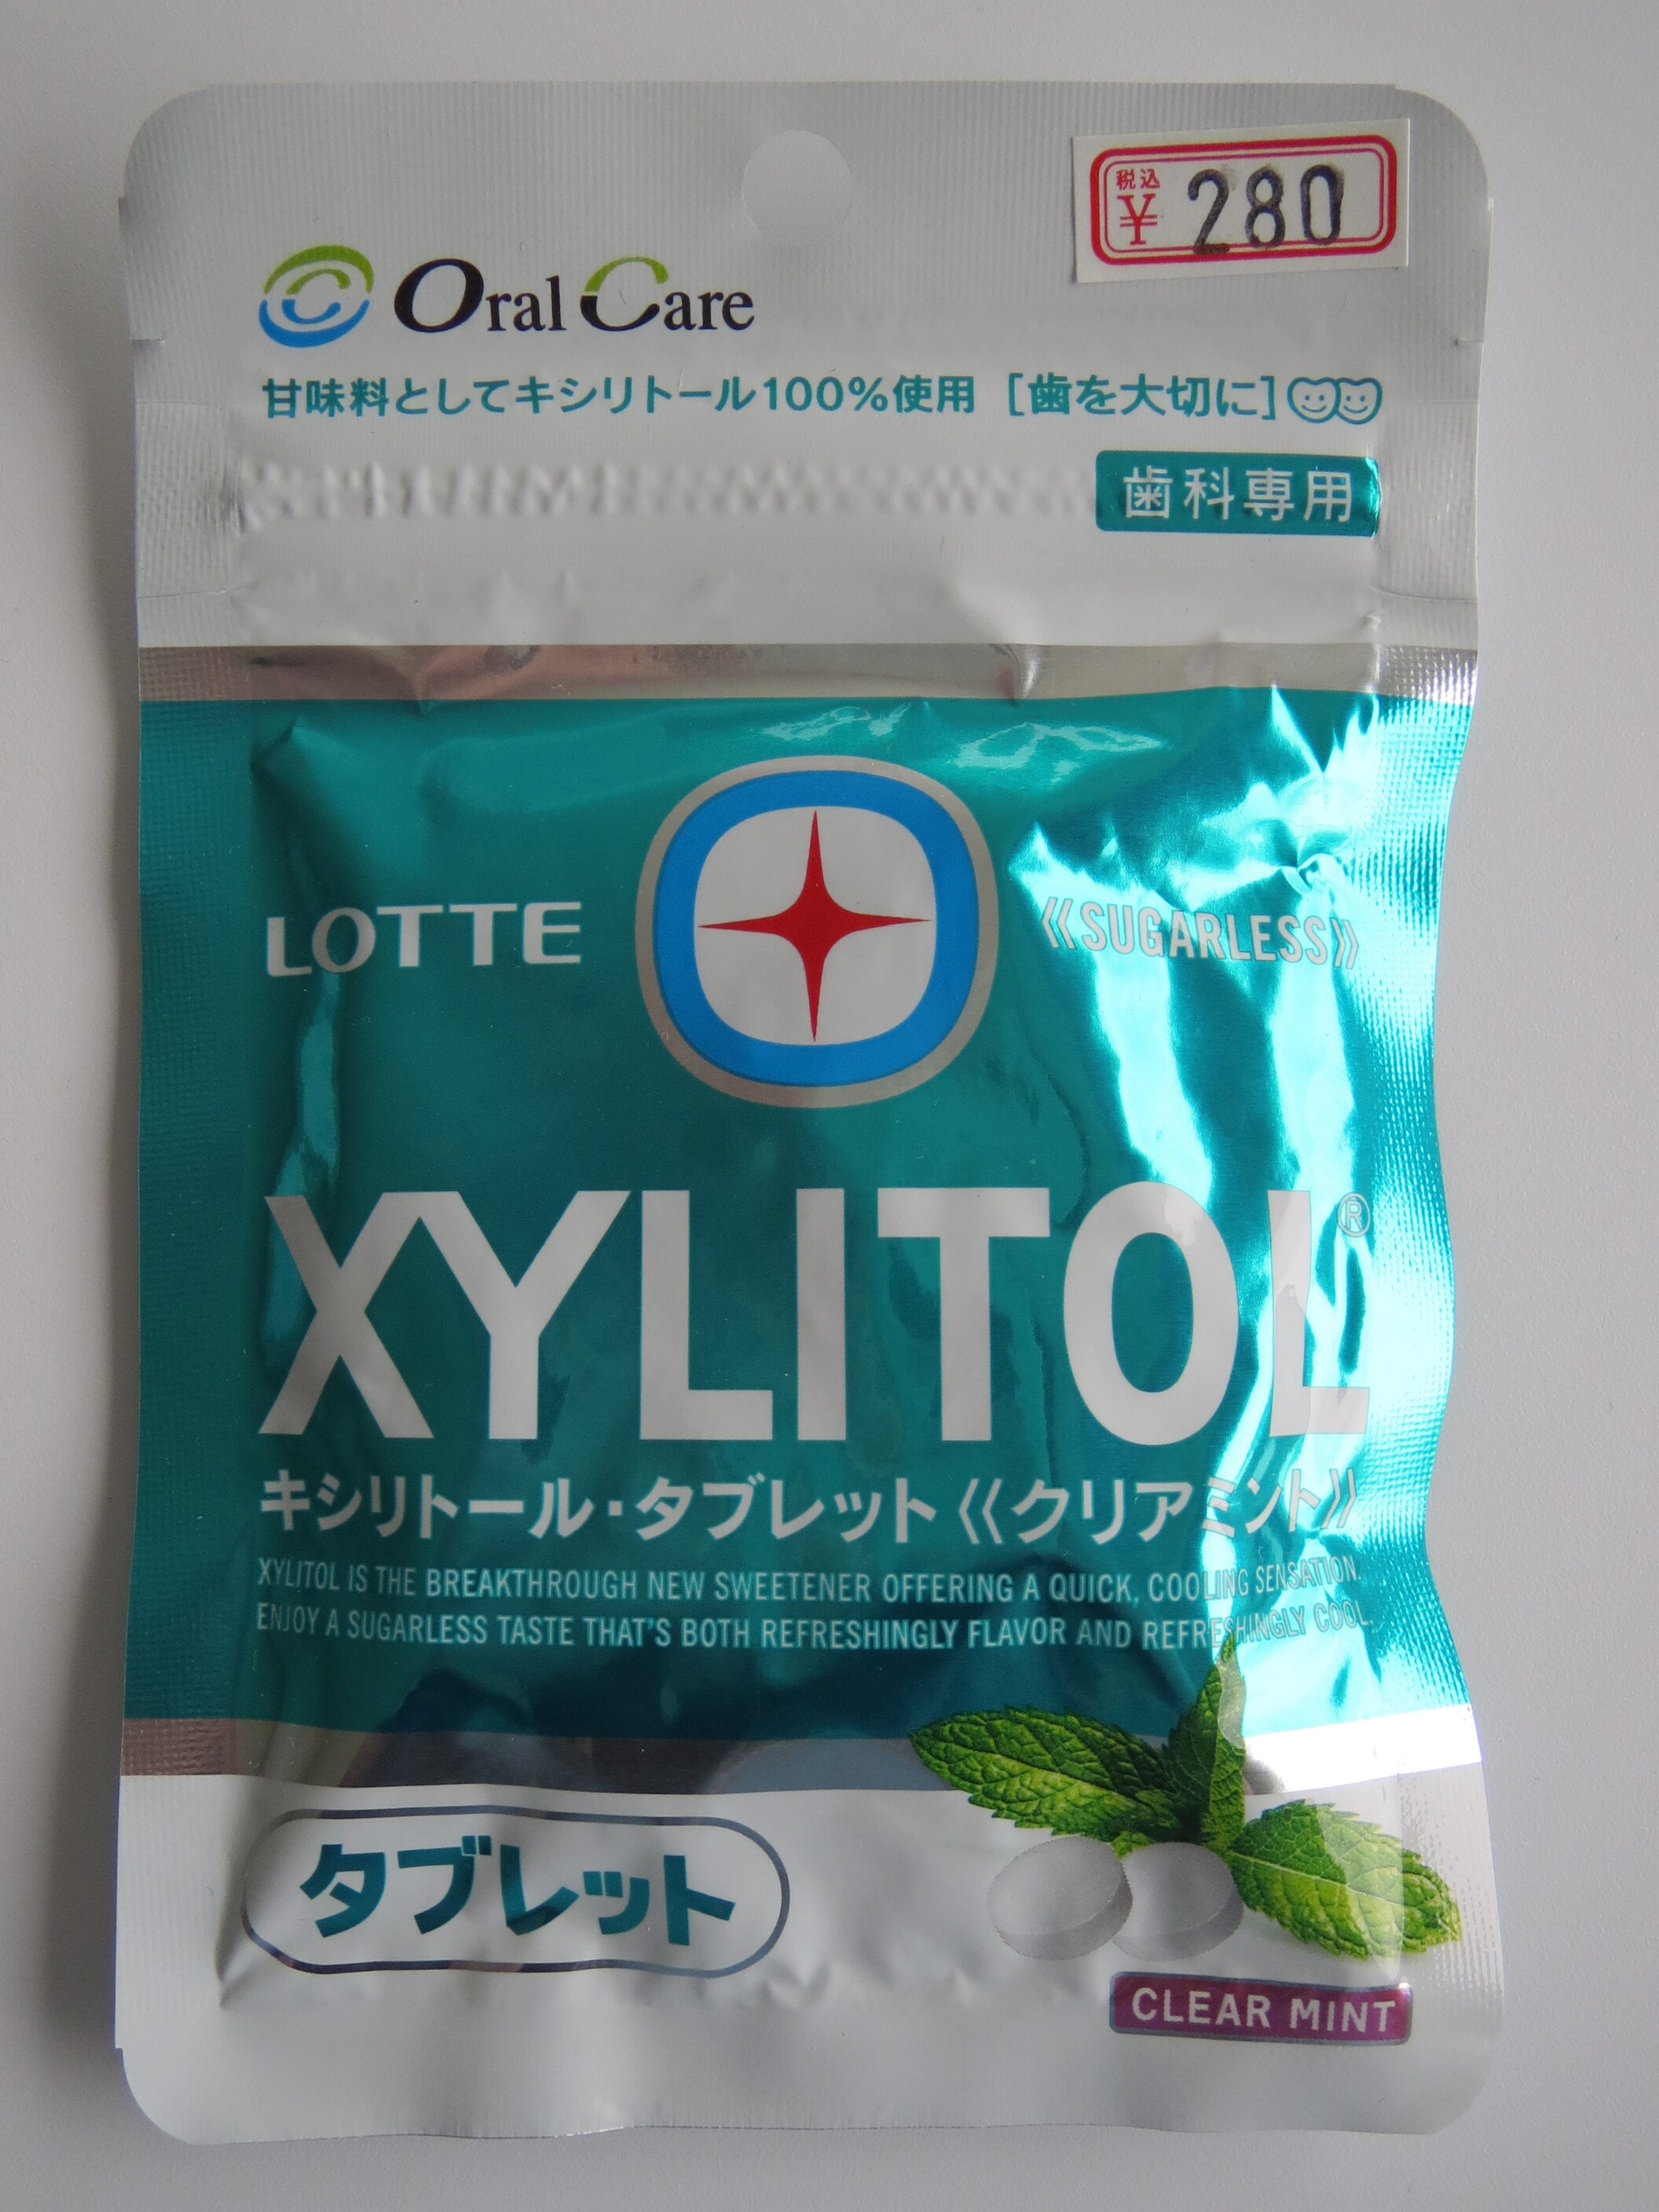 税込
¥ 280
Oral Care
甘味料としてキシリトール100%使用 [歯を大切に]
歯科専用
LOTTE
《SUGARLESS》
XYLITOL®
キシリトール・タブレット《クリアミント》
XYLITOL IS THE BREAKTHROUGH NEW SWEETENER OFFERING A QUICK, COOLING SENSATION.
ENJOY A SUGARLESS TASTE THAT'S BOTH REFRESHINGLY FLAVOR AND REFRESHINGLY COOL.
タブレット
CLEAR MINT